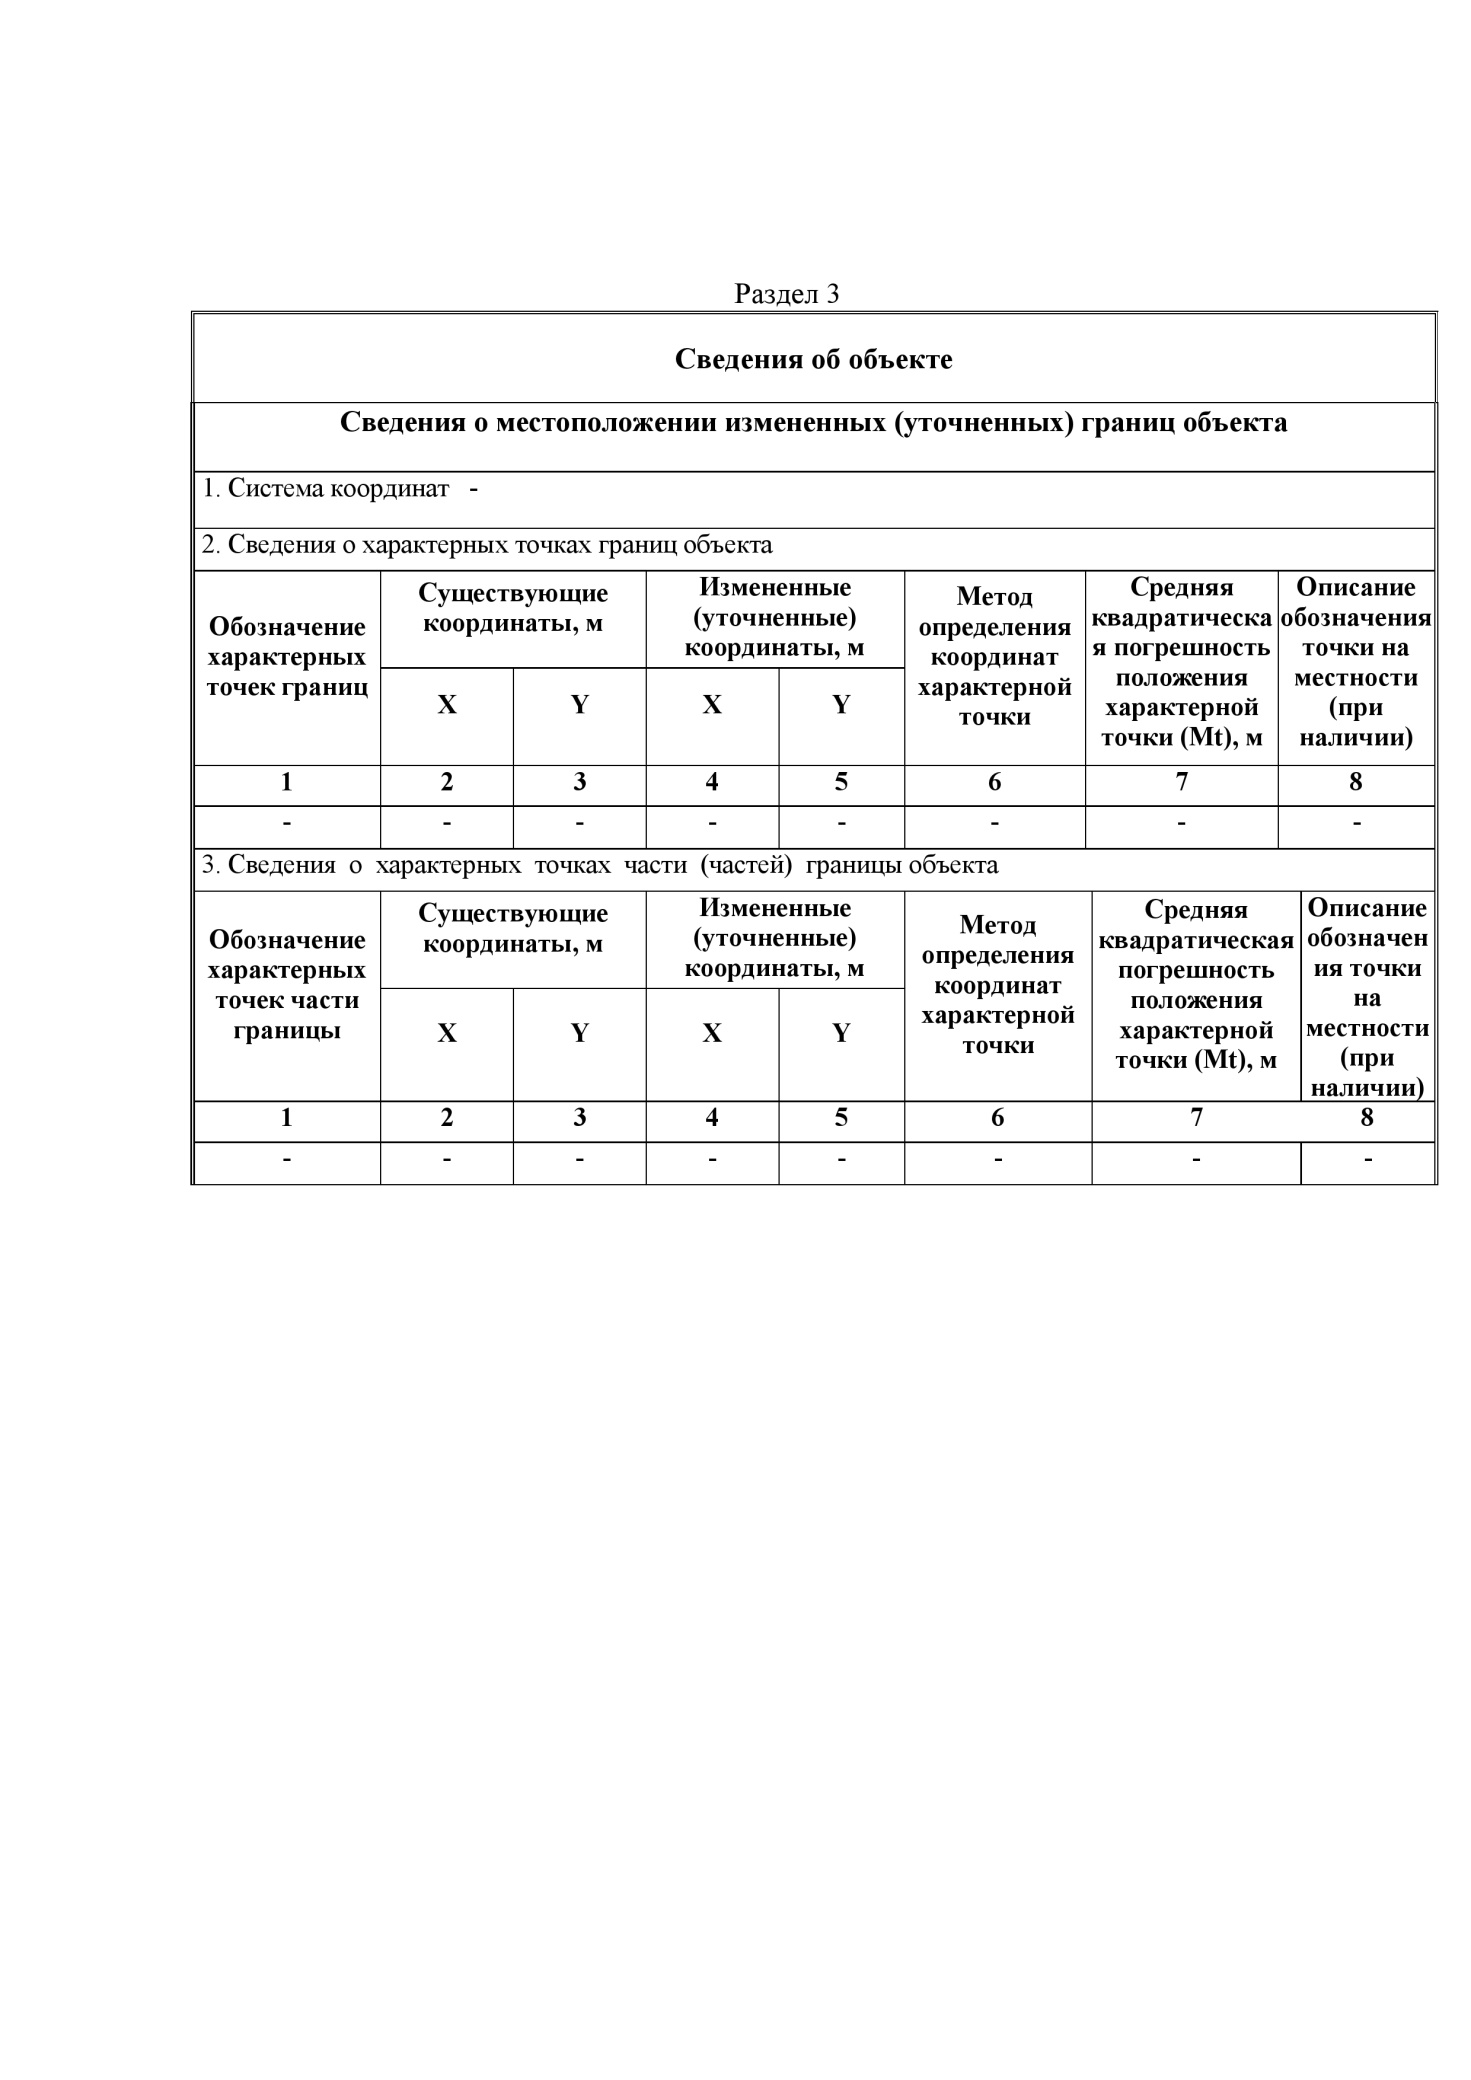 Раздел 3
Сведения об объекте
Сведения о местоположении измененных (уточненных) границ объекта
1. Система координат -
2. Сведения о характерных точках границ объекта
Обозначение
характерных
точек границ
Существующие
координаты, м
Измененные
(уточненные)
координаты, м
Метод
определения
координат
характерной
точки
Средняя
квадратическа
я погрешность
положения
характерной
точки (Mt), м
Описание
обозначения
точки на
местности
(при
наличии)
X Y X Y
1 2 3 4 5 6 7 8
- - - - - - - -
3. Сведения о характерных точках части (частей) границы объекта
Обозначение
характерных
точек части
границы
Существующие
координаты, м
Измененные
(уточненные)
координаты, м
Метод
определения
координат
характерной
точки
Средняя
квадратическая
погрешность
положения
характерной
точки (Mt), м
Описание
обозначен
ия точки
на
местности
(при
наличии)
X Y X Y
1 2 3 4 5 6 7 8
- - - - - - - -